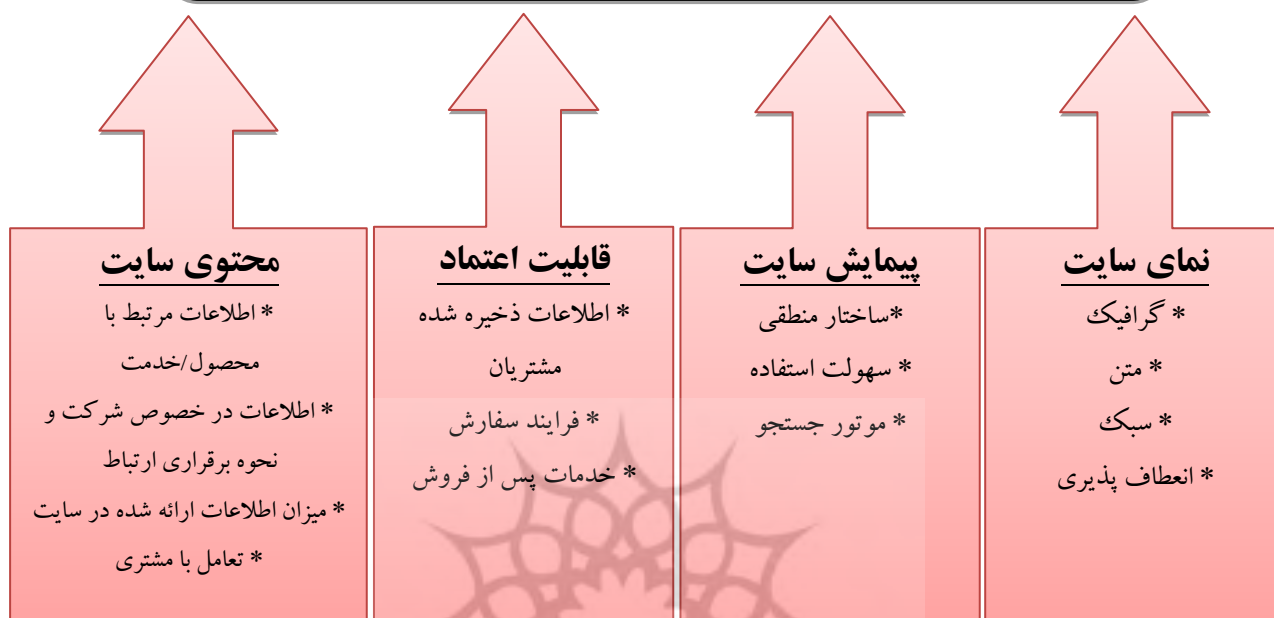 نمای سایت
* گرافیک
* متن
* سبک
* انعطاف پذیری
پیمایش سایت
*ساختار منطقی
* سهولت استفاده
* موتور جستجو
قابلیت اعتماد
* اطلاعات ذخیره شده
مشتریان
* فرایند سفارش
* خدمات پس از فروش
محتوی سایت
* اطلاعات مرتبط با
محصول/خدمت
* اطلاعات در خصوص شرکت و
نحوه برقراری ارتباط
* میزان اطلاعات ارائه شده در سایت
* تعامل با مشتری